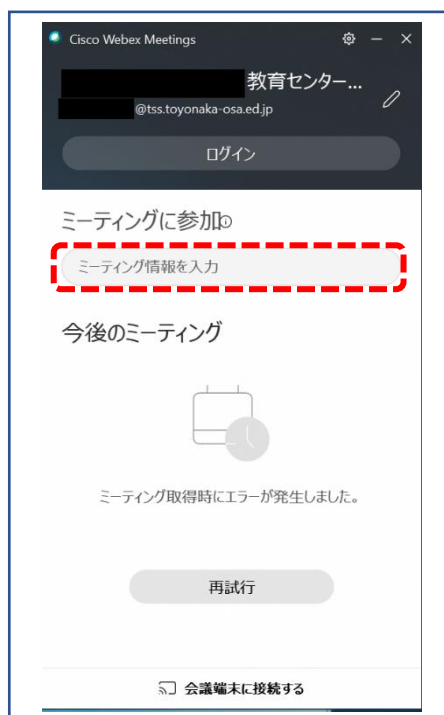 Cisco Webex Meetings
教育センター...
@tss.toyonaka-osa.ed.jp
ログイン
ミーティングに参加
ミーティング情報を入力
今後のミーティング
ミーティング取得時にエラーが発生しました。
再試行
会議端末に接続する